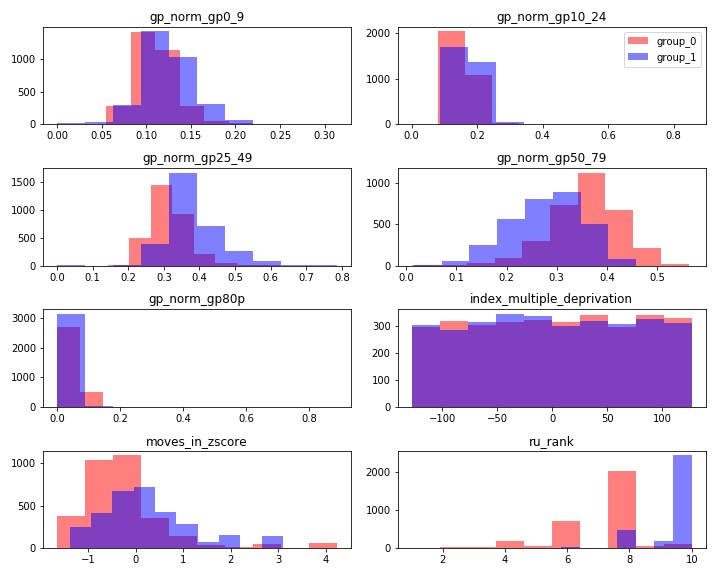 gp_norm_gp0_9
1000
500
0
0.00 0.05 0.10 0.15 0.20 0.25 0.30
gp_norm_gp10_24
group_0
group_1
2000
1000
0
0.0 0.2 0.4 0.6 0.8
gp_norm_gp25_49
1500
1000
500
0
0.0 0.1 0.2 0.3 0.4 0.5 0.6 0.7 0.8
gp_norm_gp50_79
1000
500
0
0.0 0.1 0.2 0.3 0.4 0.5
gp_norm_gp80p
3000
2000
1000
0
0.0 0.2 0.4 0.6 0.8
index_multiple_deprivation
300
200
100
0
−100 −50 0 50 100
moves_in_zscore
1000
500
0
−1 0 1 2 3 4
ru_rank
2000
1000
0
2 4 6 8 10